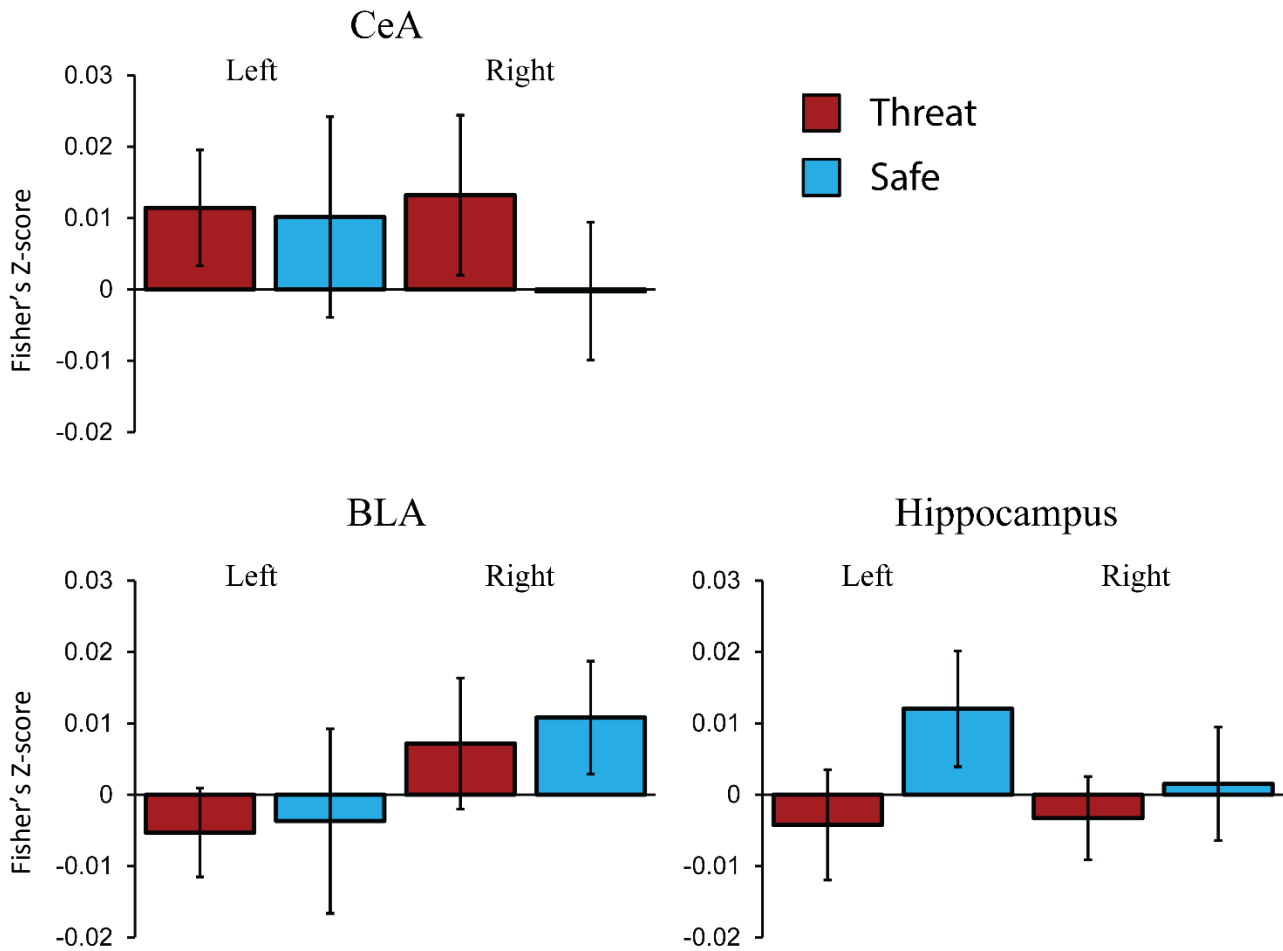 CeA
Left Right
Threat
Safe
Fisher's Z-score
0.03
0.02
0.01
0
-0.01
-0.02
BLA
Left Right
Fisher's Z-score
0.03
0.02
0.01
0
-0.01
-0.02
Hippocampus
Left Right
0.03
0.02
0.01
0
-0.01
-0.02